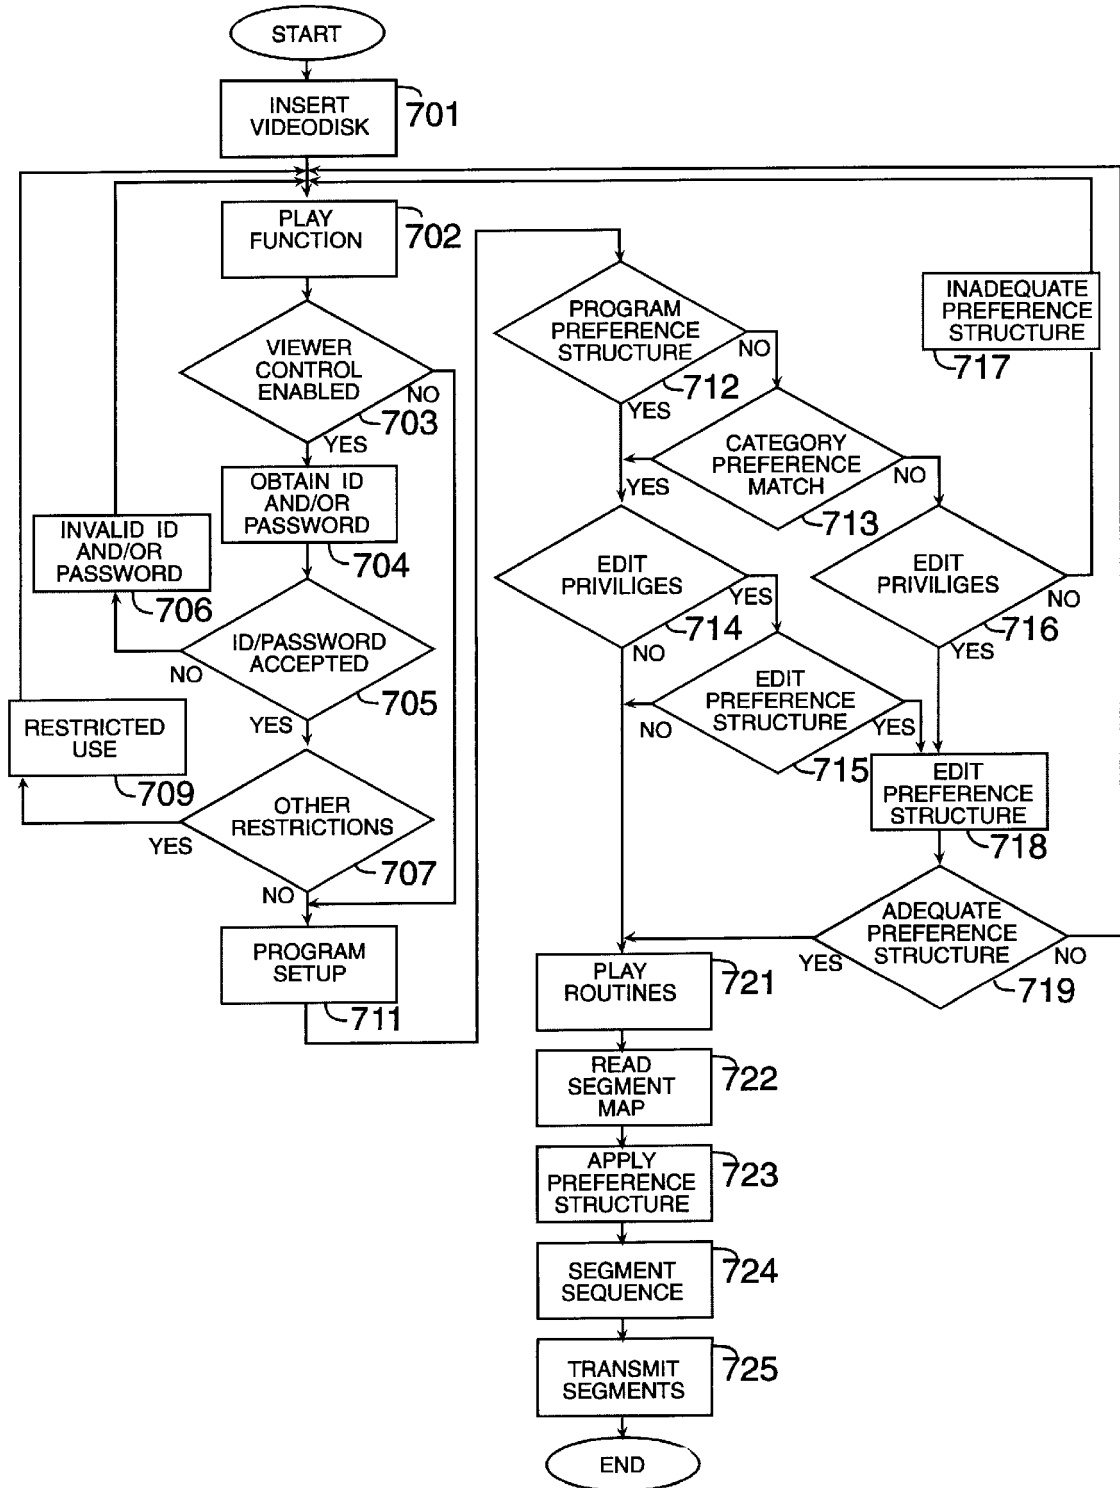 START
INSERT
VIDEODISK
701
PLAY
FUNCTION
702
VIEWER
CONTROL
ENABLED
NO
703
YES
OBTAIN ID
AND/OR
PASSWORD
704
INVALID ID
AND/OR
PASSWORD
706
ID/PASSWORD
ACCEPTED
NO
705
YES
RESTRICTED
USE
709
OTHER
RESTRICTIONS
YES
707
NO
PROGRAM
SETUP
711
PROGRAM
PREFERENCE
STRUCTURE
NO
712
YES
CATEGORY
PREFERENCE
MATCH
NO
YES
713
INADEQUATE
PREFERENCE
STRUCTURE
717
EDIT
PRIVILIGES
YES
714
NO
EDIT
PRIVILIGES
NO
716
YES
EDIT
PREFERENCE
STRUCTURE
NO
YES
715
EDIT
PREFERENCE
STRUCTURE
718
ADEQUATE
PREFERENCE
STRUCTURE
YES
NO
719
PLAY
ROUTINES
721
READ
SEGMENT
MAP
722
APPLY
PREFERENCE
STRUCTURE
723
SEGMENT
SEQUENCE
724
TRANSMIT
SEGMENTS
725
END